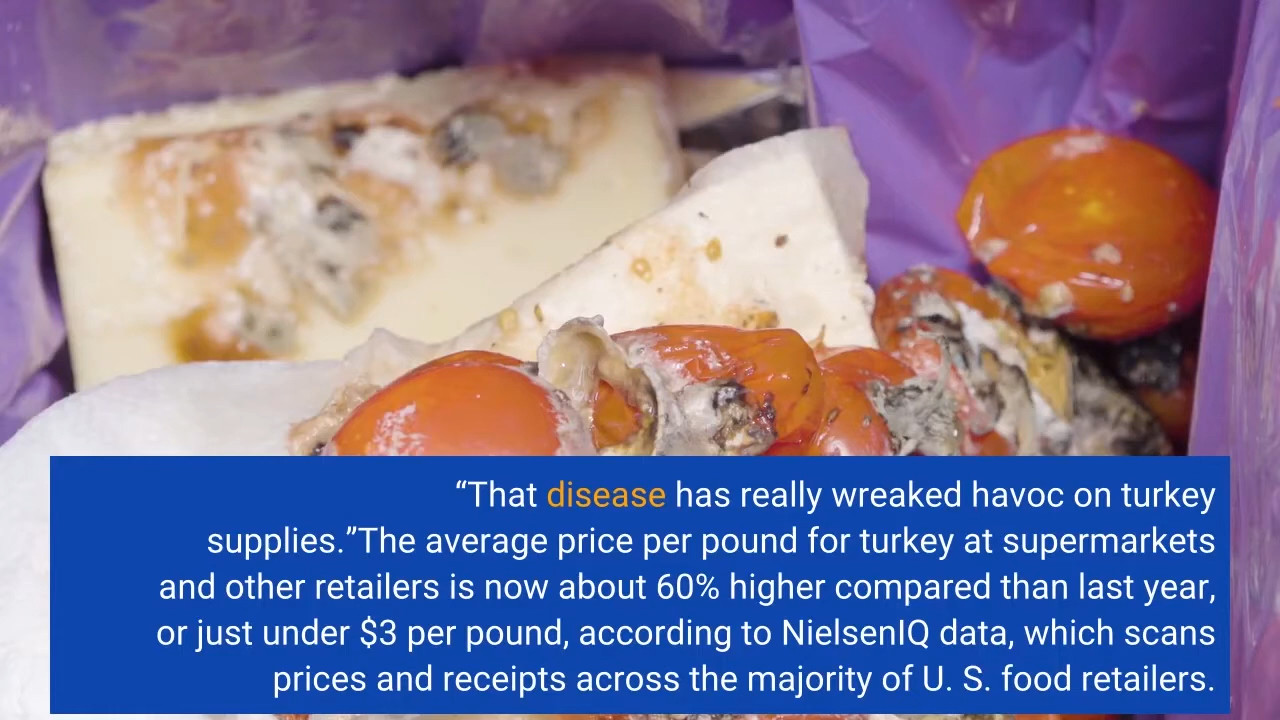 “That disease has really wreaked havoc on turkey
supplies.”The average price per pound for turkey at supermarkets
and other retailers is now about 60% higher compared than last year,
or just under $3 per pound, according to NielsenIQ data, which scans
prices and receipts across the majority of U. S. food retailers.